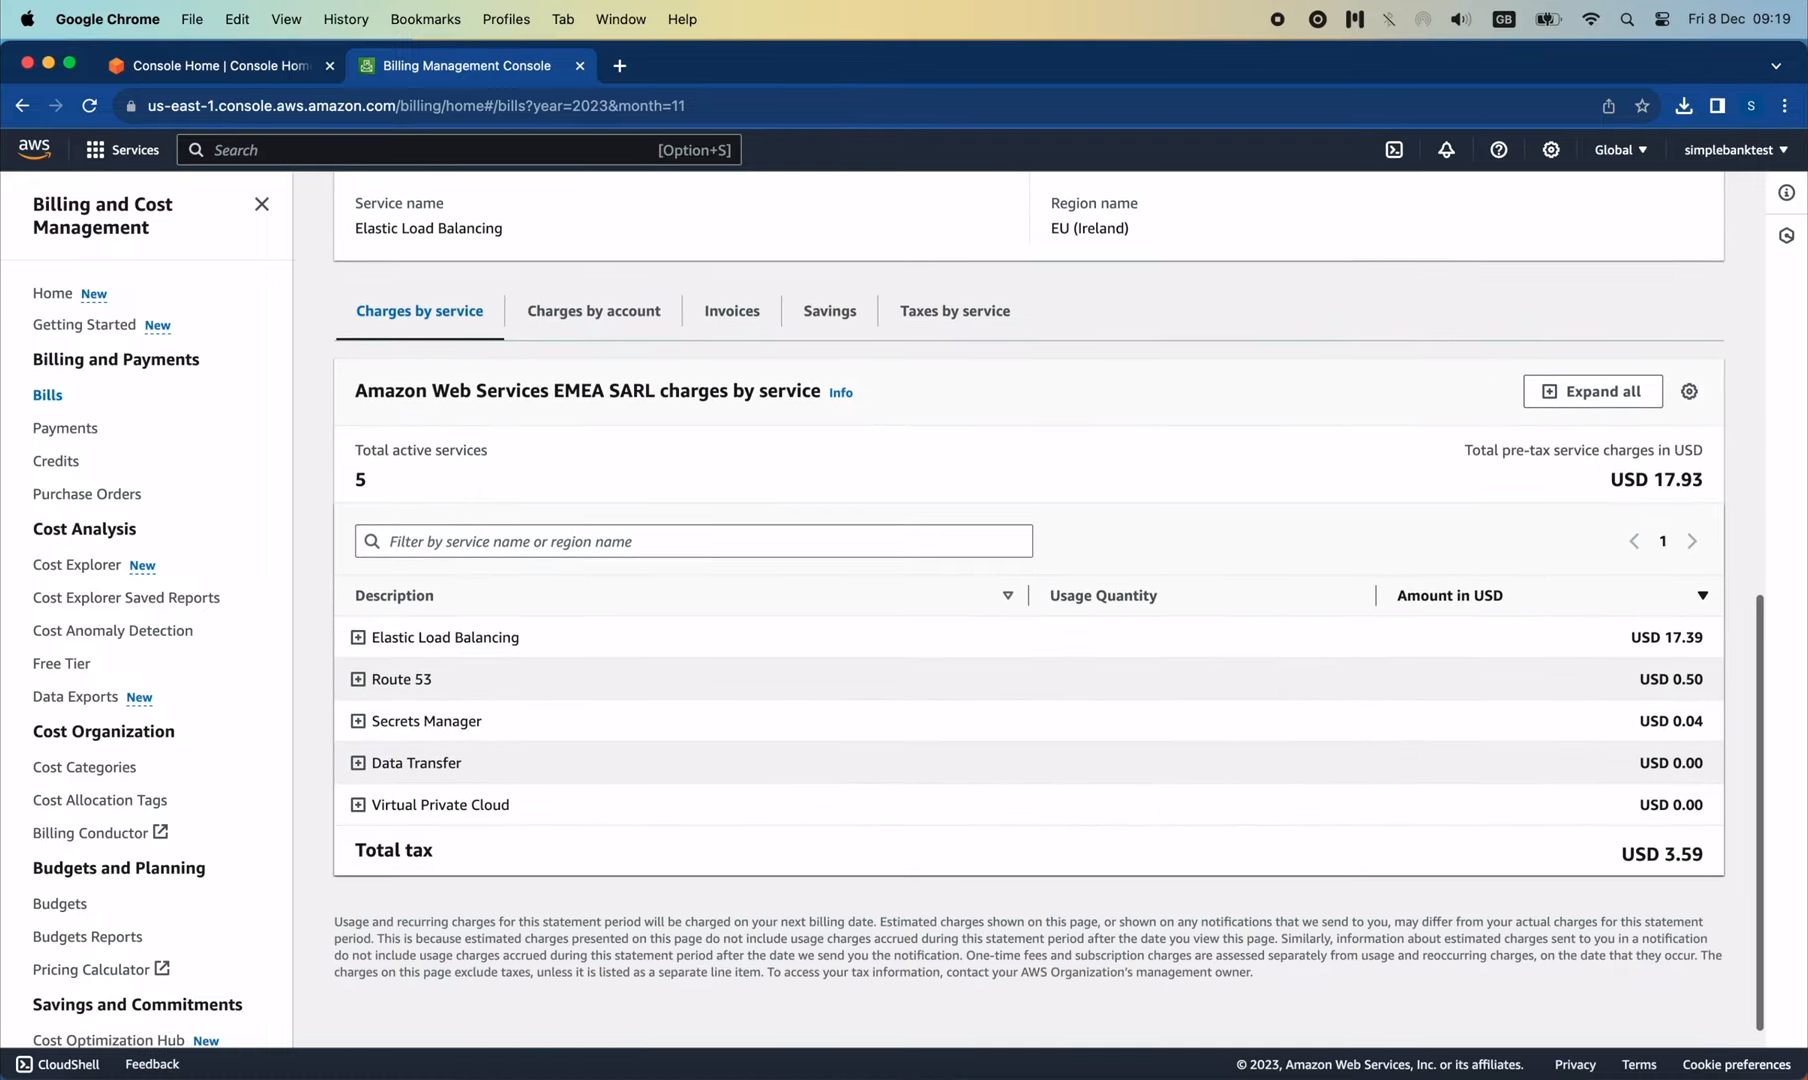 Google Chrome File Edit View History Bookmarks Profiles Tab Window Help GB Fri 8 Dec 09:19
Console Home | Console Hom Billing Management Console
us-east-1.console.aws.amazon.com/billing/home#/bills?year=2023&month=11 S
aws Services Search [Option+S] Global simplebanktest
Billing and Cost
Management
Home New
Getting Started New
Billing and Payments
Bills
Payments
Credits
Purchase Orders
Cost Analysis
Cost Explorer New
Cost Explorer Saved Reports
Cost Anomaly Detection
Free Tier
Data Exports New
Cost Organization
Cost Categories
Cost Allocation Tags
Billing Conductor
Budgets and Planning
Budgets
Budgets Reports
Pricing Calculator
Savings and Commitments
Cost Optimization Hub New
Service name Region name
Elastic Load Balancing EU (Ireland)
Charges by service Charges by account Invoices Savings Taxes by service
Amazon Web Services EMEA SARL charges by service Info Expand all
Total active services Total pre-tax service charges in USD
5 USD 17.93
Filter by service name or region name 1
Description Usage Quantity Amount in USD
Elastic Load Balancing USD 17.39
Route 53 USD 0.50
Secrets Manager USD 0.04
Data Transfer USD 0.00
Virtual Private Cloud USD 0.00
Total tax USD 3.59
Usage and recurring charges for this statement period will be charged on your next billing date. Estimated charges shown on this page, or shown on any notifications that we send to you, may differ from your actual charges for this statement
period. This is because estimated charges presented on this page do not include usage charges accrued during this statement period after the date you view this page. Similarly, information about estimated charges sent to you in a notification
do not include usage charges accrued during this statement period after the date we send you the notification. One-time fees and subscription charges are assessed separately from usage and reoccurring charges, on the date that they occur. The
charges on this page exclude taxes, unless it is listed as a separate line item. To access your tax information, contact your AWS Organization's management owner.
CloudShell Feedback © 2023, Amazon Web Services, Inc. or its affiliates. Privacy Terms Cookie preferences